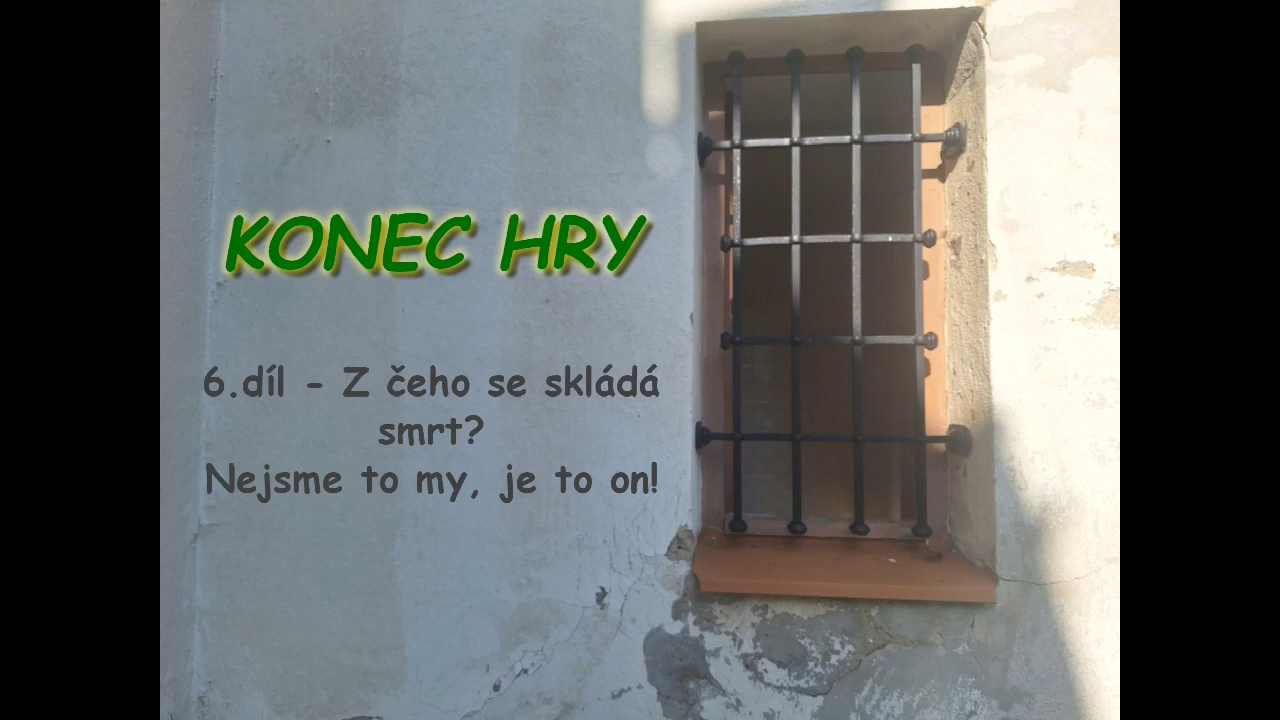 KONEC HRY
6.díl - Z čeho se skládá
smrt?
Nejsme to my, je to on!